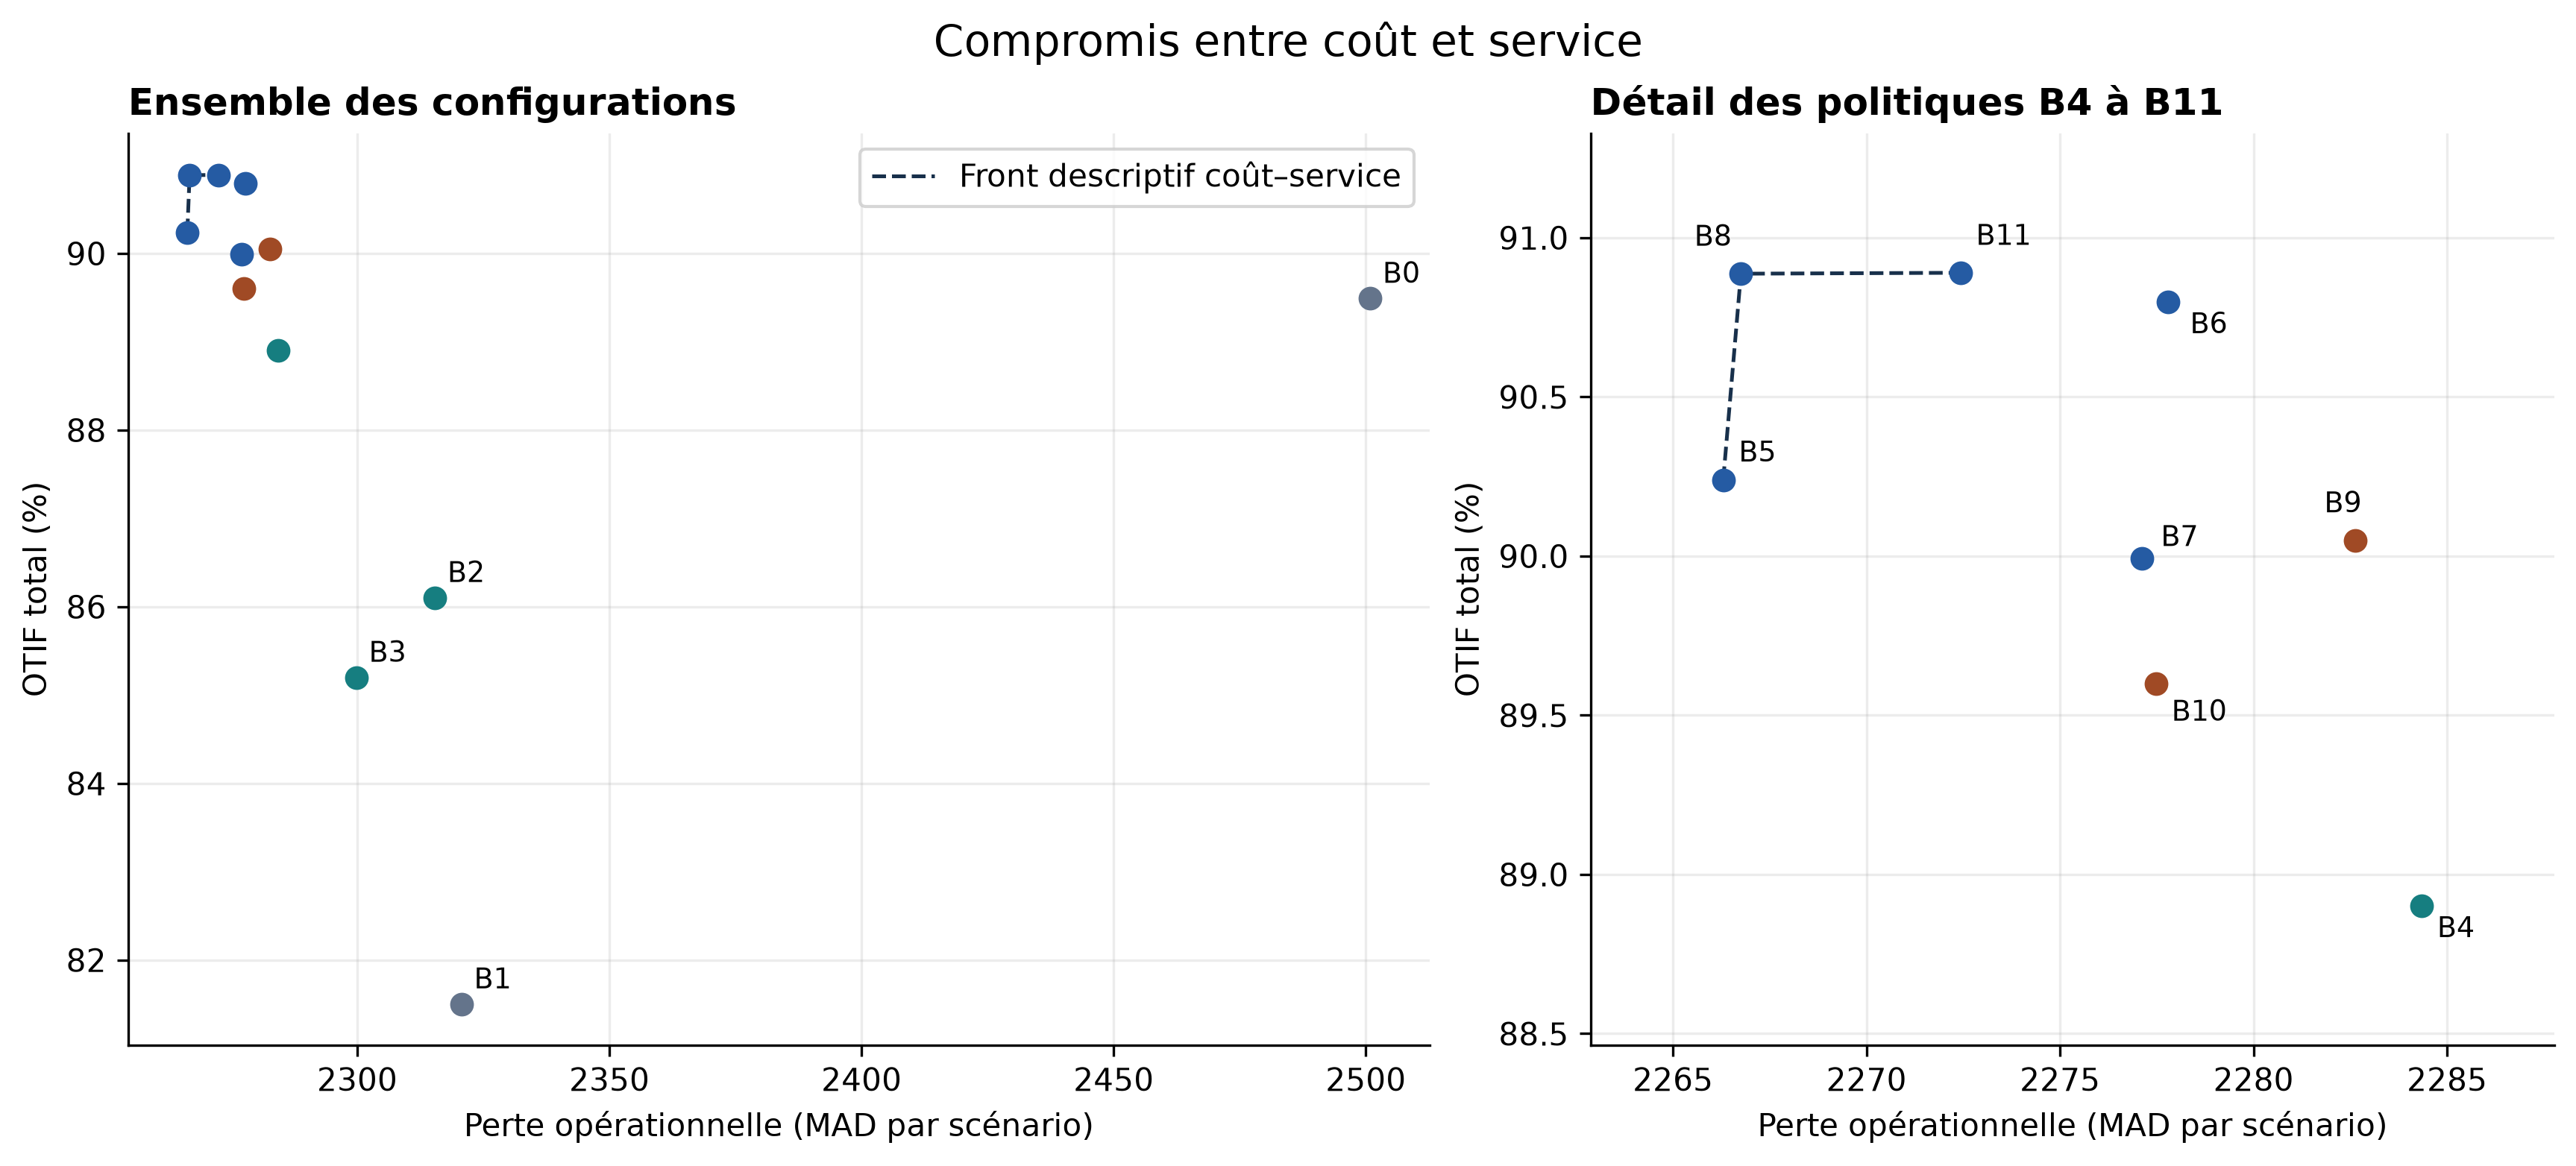 Compromis entre coût et service
Ensemble des configurations
Front descriptif coût–service
B0
B2
B3
B1
90
88
86
84
82
OTIF total (%)
2300 2350 2400 2450 2500
Perte opérationnelle (MAD par scénario)
Détail des politiques B4 à B11
B8
B11
B6
B5
B9
B7
B10
B4
91.0
90.5
90.0
89.5
89.0
88.5
OTIF total (%)
2265 2270 2275 2280 2285
Perte opérationnelle (MAD par scénario)